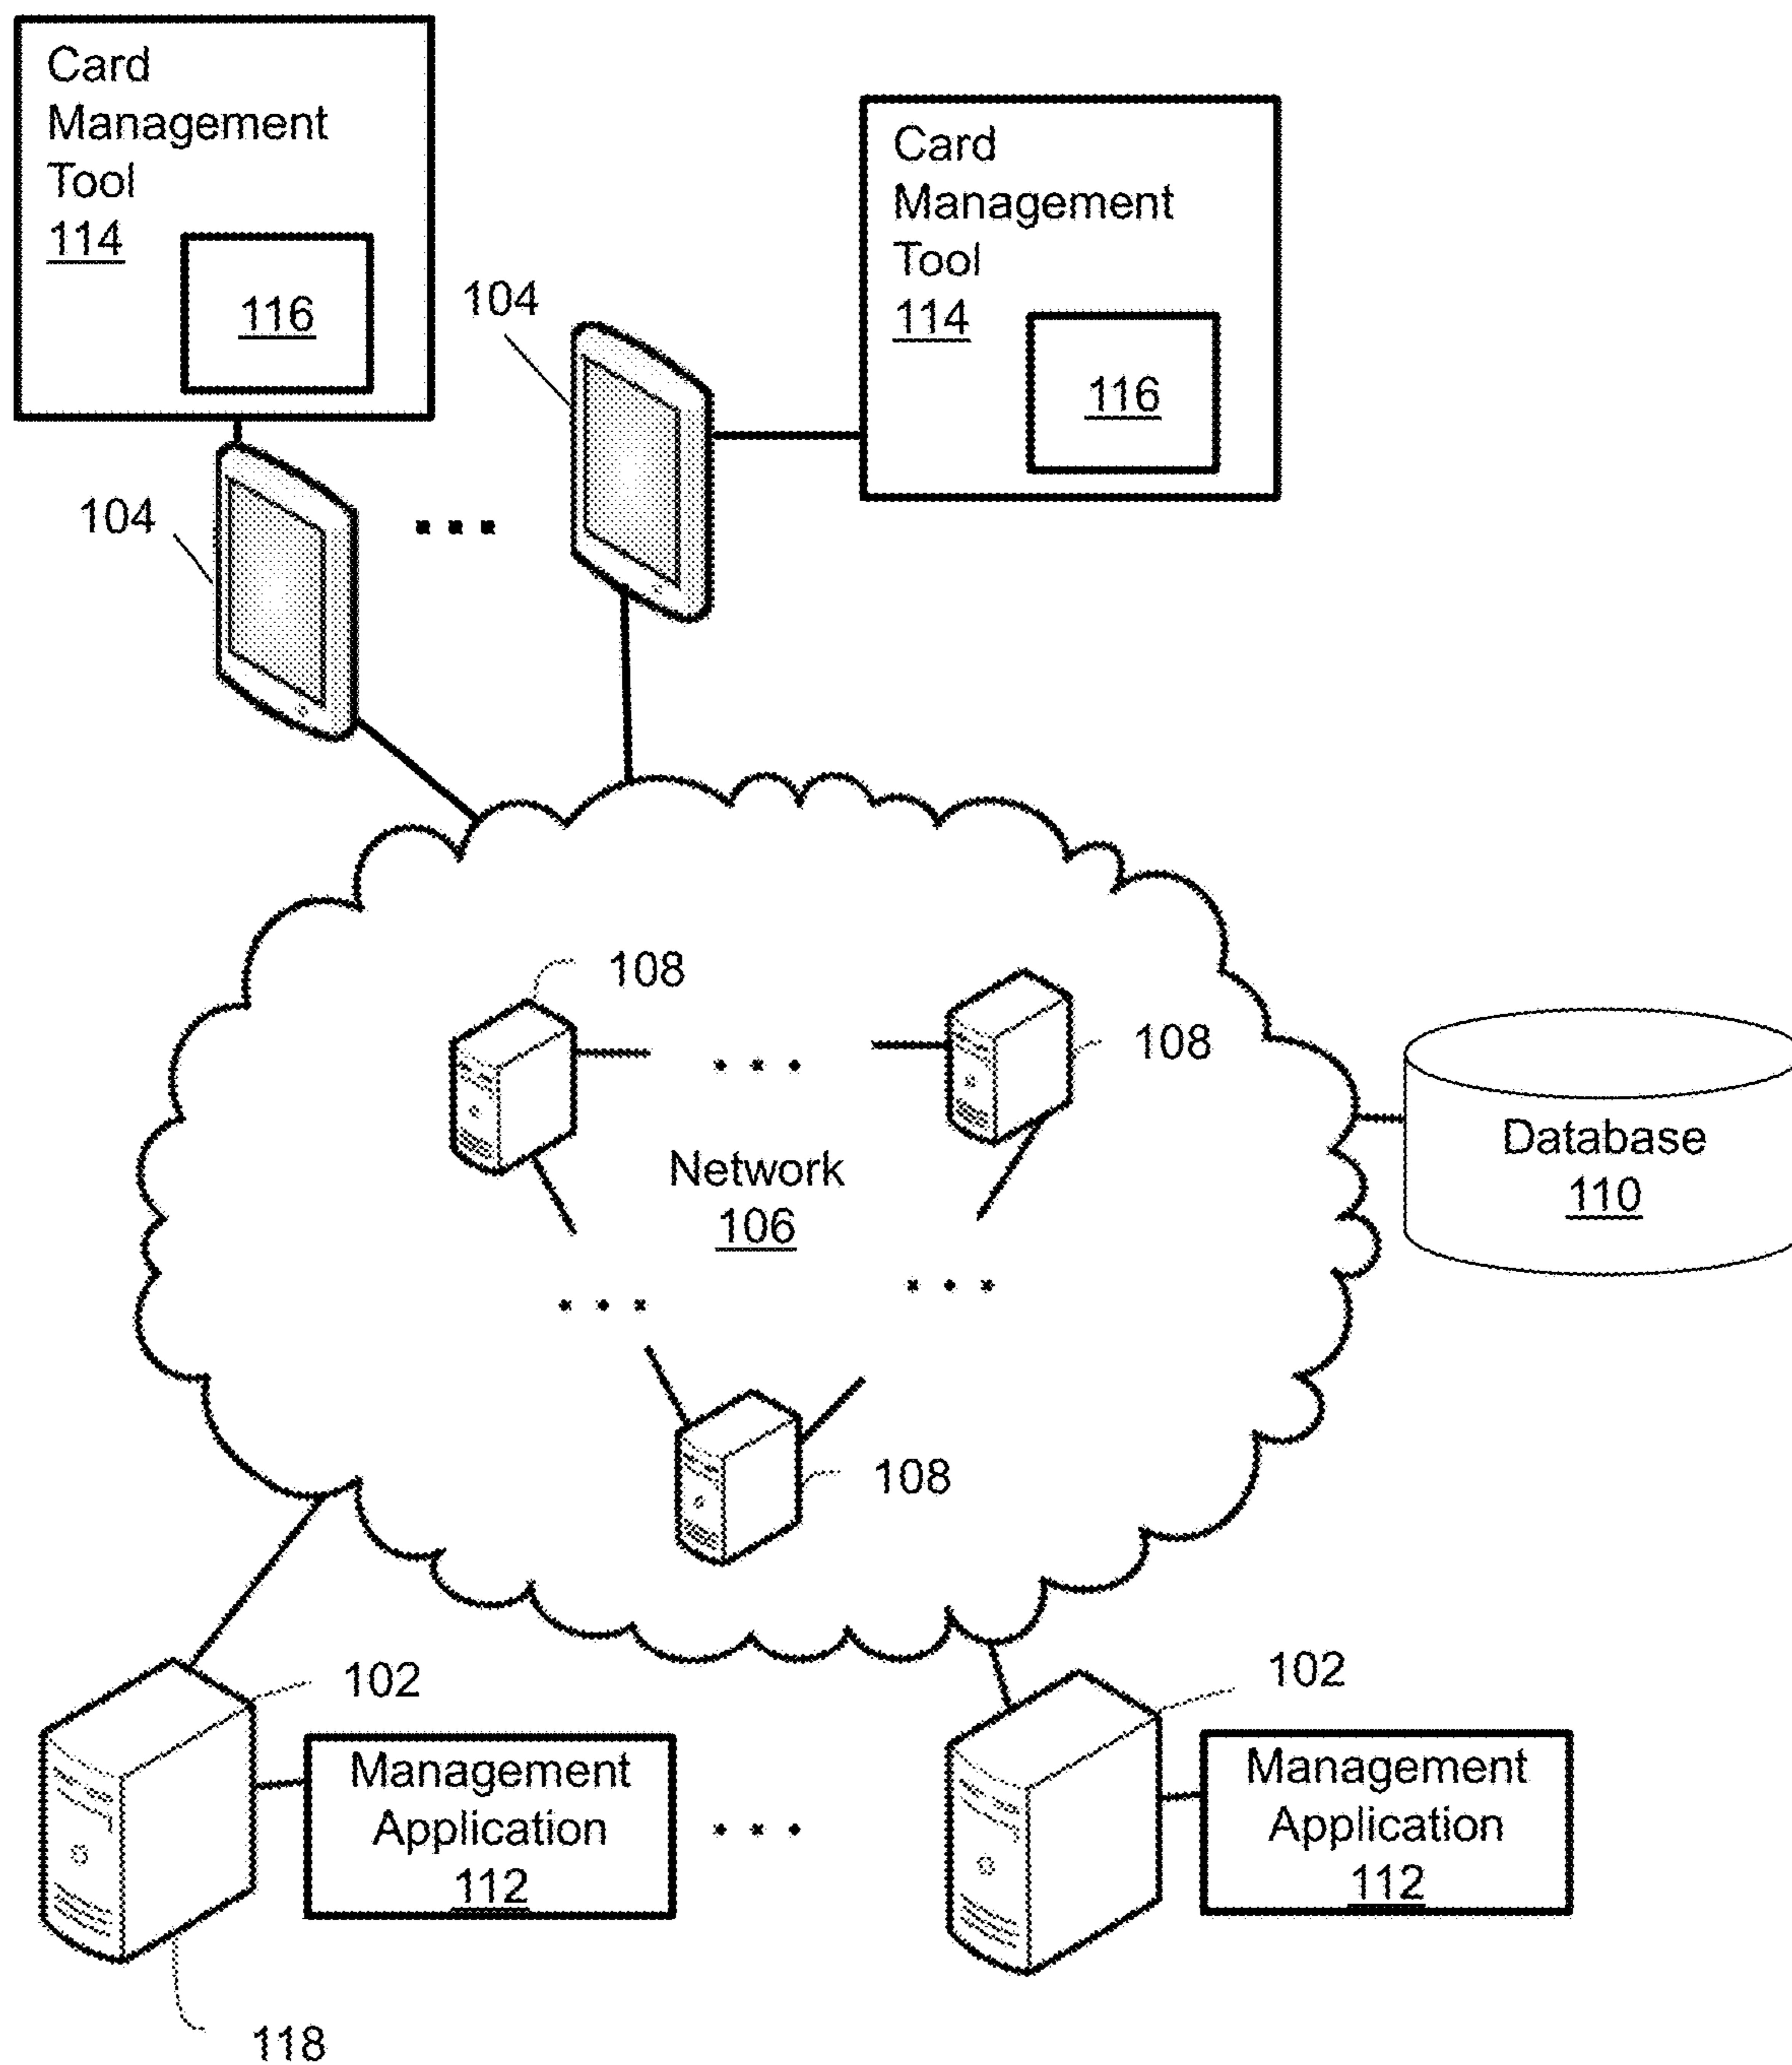 Card
Management
Tool
114
116
104
Card
Management
Tool
114
116
104
108
108
Network
106
Database
110
108
102
Management
Application
112
102
Management
Application
112
118